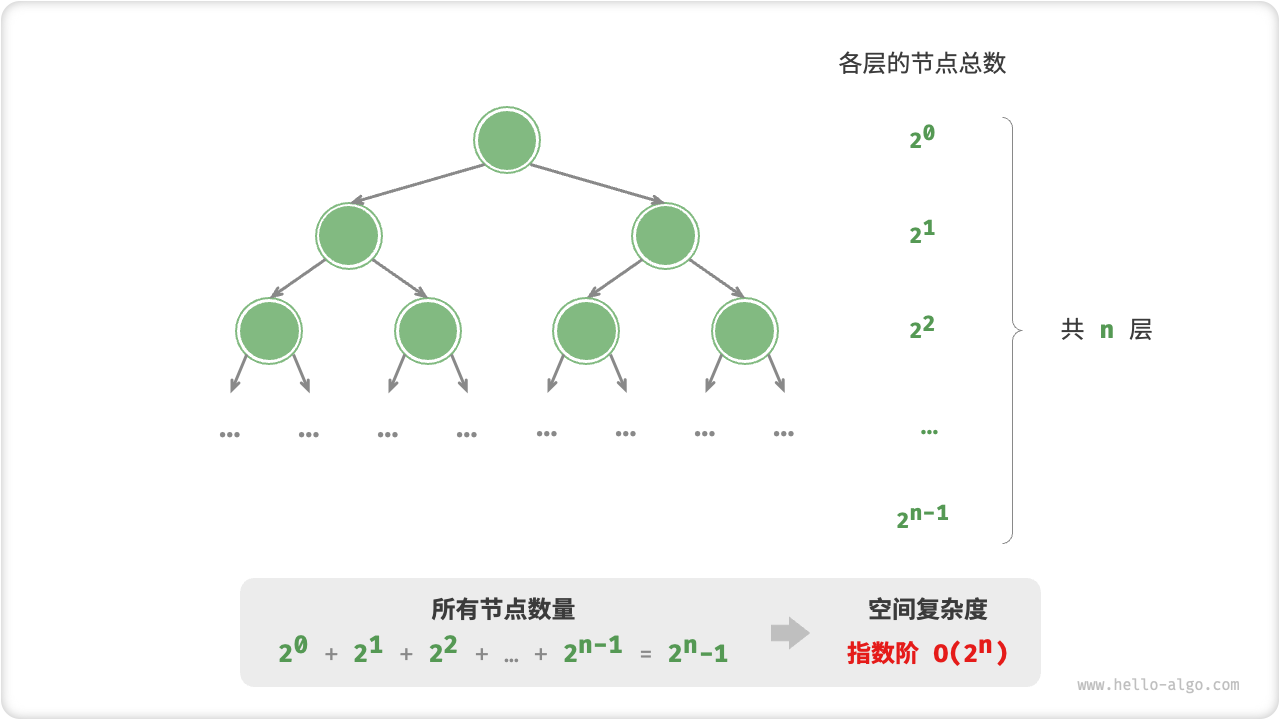 各层的节点总数
2^0
2^1
2^2
…
2^n-1
共 n 层
… … … … … … … …
所有节点数量
2^0 + 2^1 + 2^2 + … + 2^n-1 = 2^n-1
空间复杂度
指数阶 O(2^n)
www.hello-algo.com